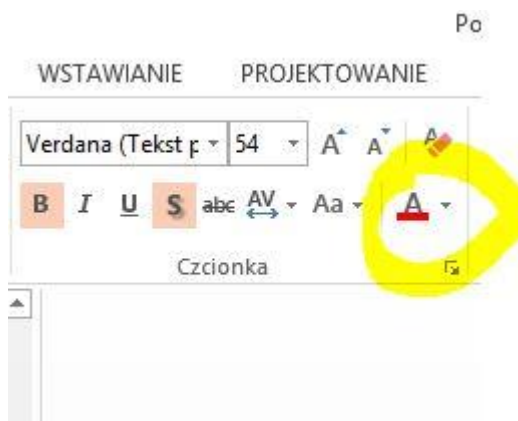 Po
WSTAWIANIE PROJEKTOWANIE
Verdana (Tekst p 54 A A A
B I U S abc AV Aa A
Czcionka